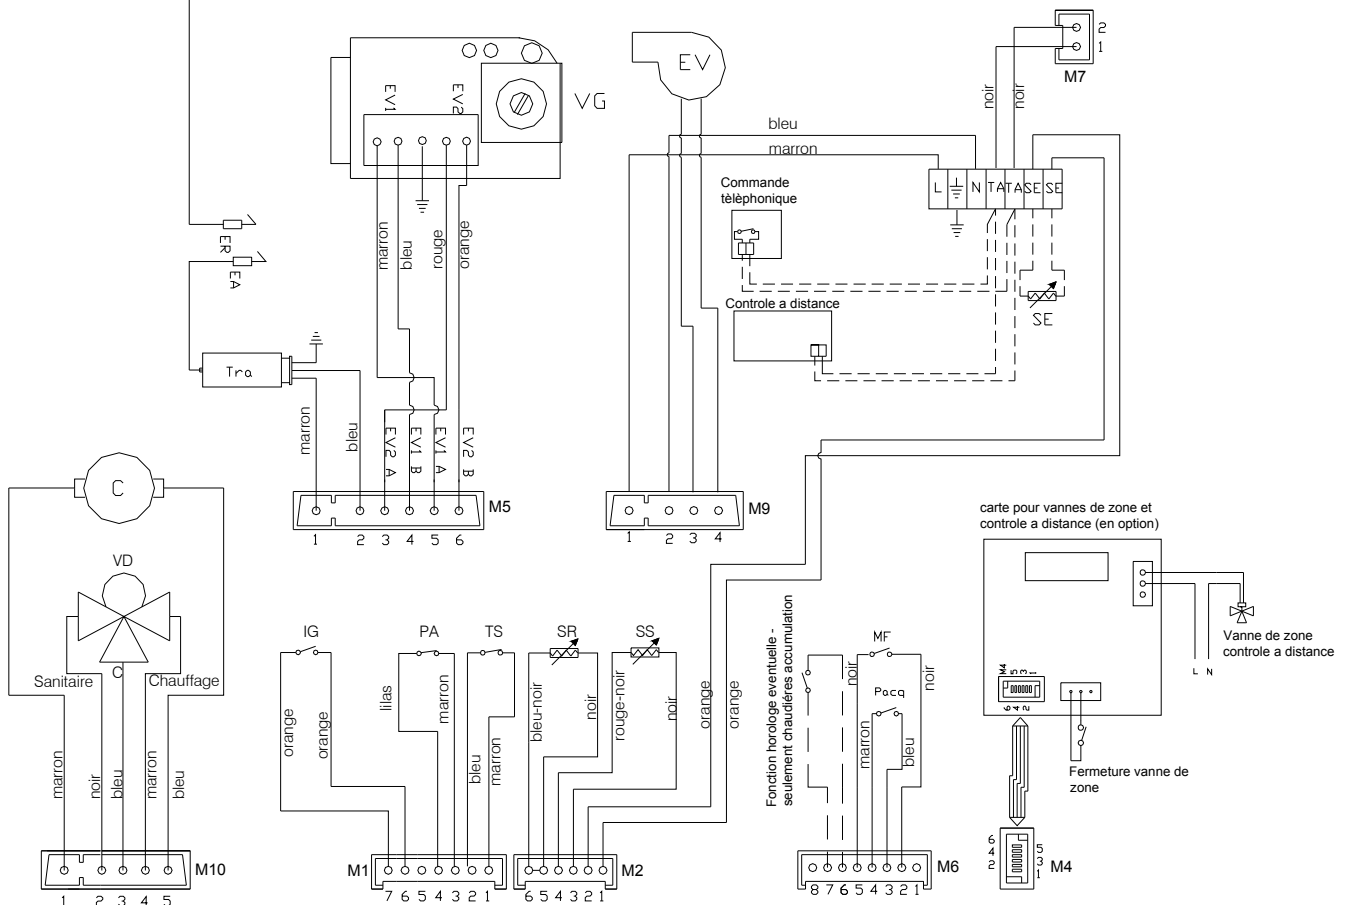 2
1
M7
noir
noir
EV
EV1
EV2
VG
bleu
marron
L
N
TA
TA
SE
SE
Commande
tèlèphonique
Controle a distance
SE
ER
EA
marron
bleu
rouge
orange
Tra
marron
bleu
EV2 A
EV1 B
EV1 A
EV2 B
M5
1 2 3 4 5 6
M9
1 2 3 4
C
VD
C
Sanitaire
Chauffage
marron
noir
bleu
marron
bleu
M10
1 2 3 4 5
IG
PA
TS
SR
SS
orange
orange
lilas
marron
bleu
marron
bleu-noir
noir
rouge-noir
noir
orange
orange
M1
7 6 5 4 3 2 1
M2
6 5 4 3 2 1
Fonction horologe eventuelle -
seulement chaudiéres accumulation
MF
noir
noir
Pacq
marron
bleu
M6
8 7 6 5 4 3 2 1
carte pour vannes de zone et
controle a distance (en option)
Vanne de zone
controle a distance
L N
M4
5 3 1
6 4 2
Fermeture vanne de
zone
6
4
2
5
3
1
M4